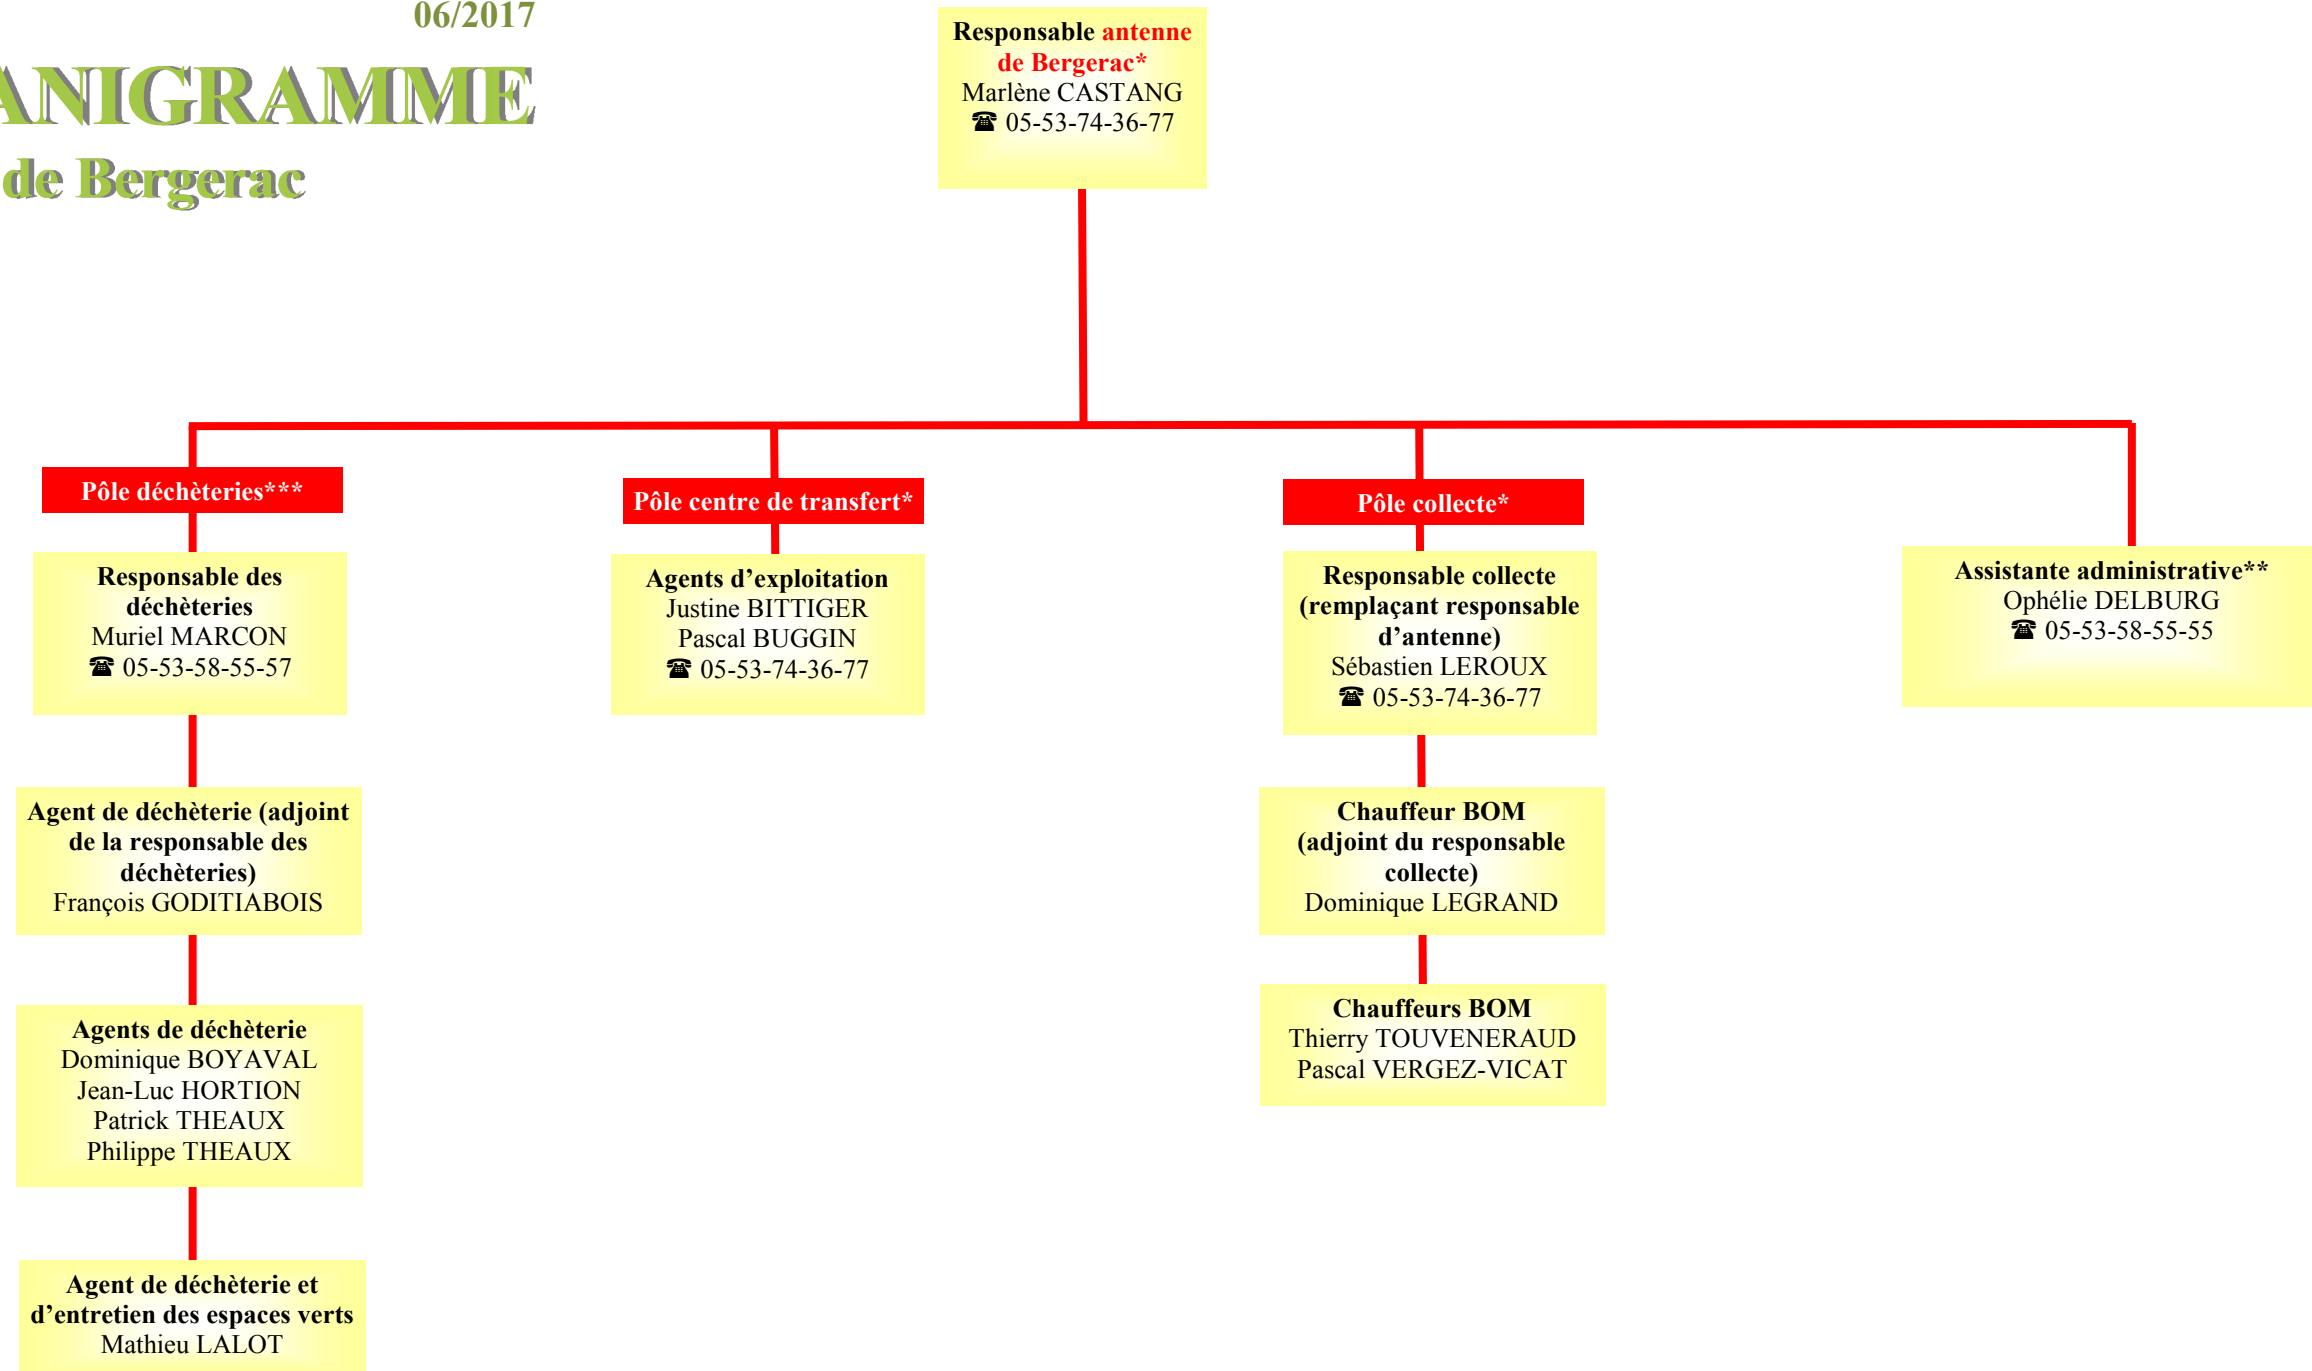 06/2017
ANIGRAMME
de Bergerac
Responsable antenne
de Bergerac*
Marlène CASTANG
☎ 05-53-74-36-77
Pôle déchèteries***
Responsable des
déchèteries
Muriel MARCON
☎ 05-53-58-55-57
Agent de déchèterie (adjoint
de la responsable des
déchèteries)
François GODITIABOIS
Agents de déchèterie
Dominique BOYAVAL
Jean-Luc HORTION
Patrick THEAUX
Philippe THEAUX
Agent de déchèterie et
d’entretien des espaces verts
Mathieu LALOT
Pôle centre de transfert*
Agents d’exploitation
Justine BITTIGER
Pascal BUGGIN
☎ 05-53-74-36-77
Pôle collecte*
Responsable collecte
(remplaçant responsable
d’antenne)
Sébastien LEROUX
☎ 05-53-74-36-77
Chauffeur BOM
(adjoint du responsable
collecte)
Dominique LEGRAND
Chauffeurs BOM
Thierry TOUVENERAUD
Pascal VERGEZ-VICAT
Assistante administrative**
Ophélie DELBURG
☎ 05-53-58-55-55